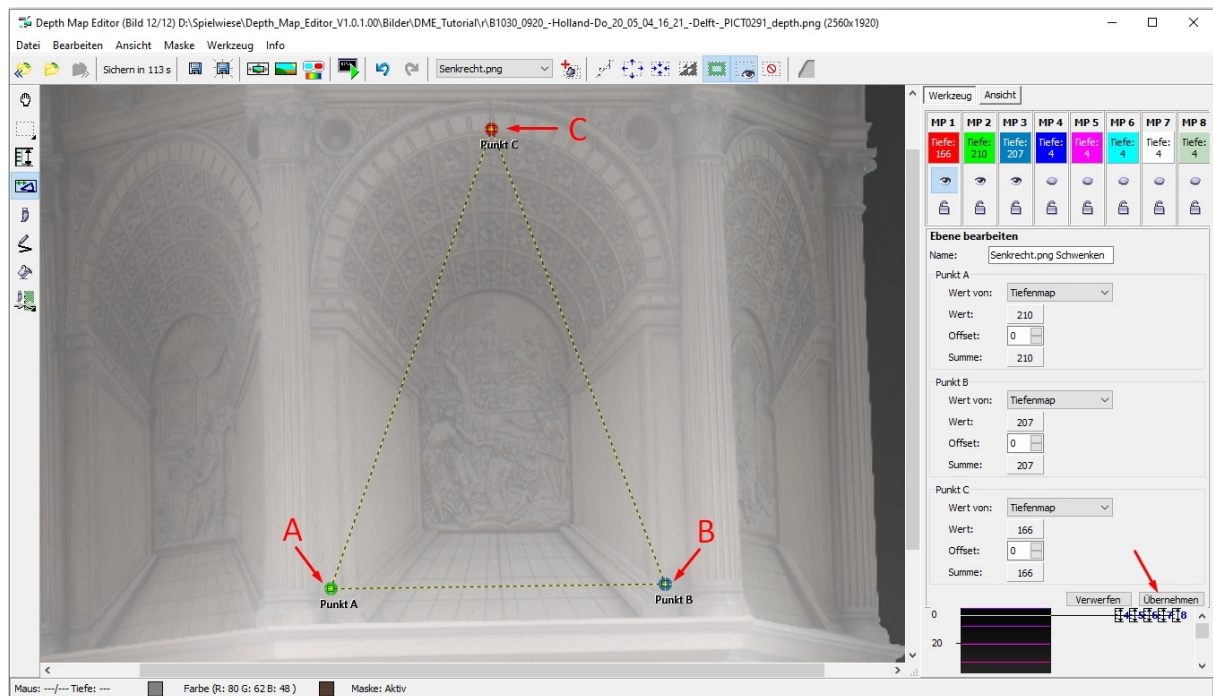 Depth Map Editor (Bild 12/12) D:\Spielwiese\Depth_Map_Editor_V1.0.1.00\Bilder\DME_Tutorial\r\B1030_0920_-Holland-Do_20_05_04_16_21_-Delft-_PICT0291_depth.png (2560x1920)
Datei Bearbeiten Ansicht Maske Werkzeug Info
Sichern in 113 s
Senkrecht.png
Werkzeug Ansicht
MP 1 MP 2 MP 3 MP 4 MP 5 MP 6 MP 7 MP 8
Tiefe: Tiefe: Tiefe: Tiefe: Tiefe: Tiefe: Tiefe: Tiefe:
166 210 207 4 4 4 4 4
Ebene bearbeiten
Name: Senkrecht.png Schwenken
Punkt A
Wert von: Tiefenmap
Wert: 210
Offset: 0
Summe: 210
Punkt B
Wert von: Tiefenmap
Wert: 207
Offset: 0
Summe: 207
Punkt C
Wert von: Tiefenmap
Wert: 166
Offset: 0
Summe: 166
Verwerfen Übernehmen
0 4 5 6 7 8
20
C
Punkt C
A
B
Punkt A
Punkt B
Maus: ---/--- Tiefe: --- Farbe (R: 80 G: 62 B: 48 ) Maske: Aktiv